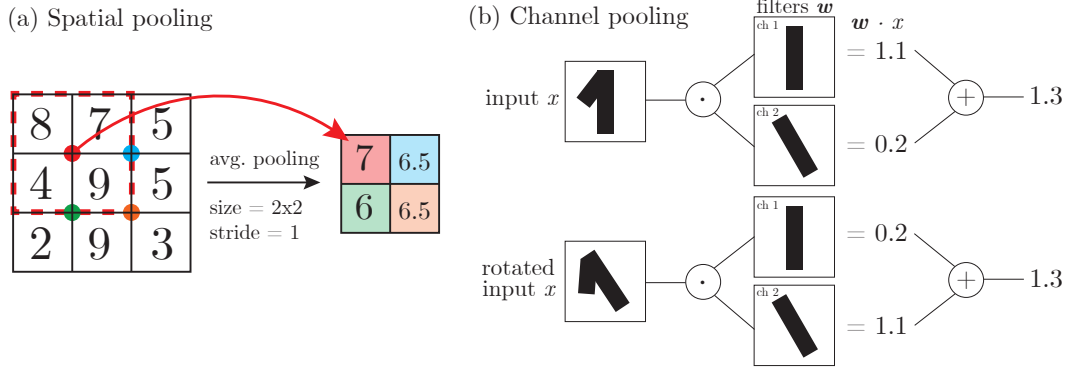 (a) Spatial pooling
8 7 5
4 9 5
2 9 3
avg. pooling
size = 2x2
stride = 1
7 6.5
6 6.5
(b) Channel pooling
filters w
w · x
input x
ch 1
= 1.1
ch 2
= 0.2
+
1.3
rotated
input x
ch 1
= 0.2
ch 2
= 1.1
+
1.3